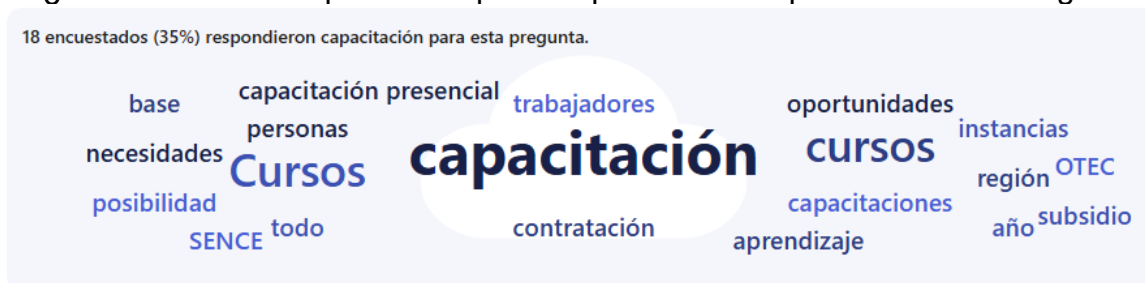 18 encuestados (35%) respondieron capacitación para esta pregunta.
base
capacitación presencial
trabajadores
oportunidades
personas
instancias
necesidades
Cursos
capacitación
cursos
región
OTEC
posibilidad
capacitaciones
SENCE
todo
contratación
aprendizaje
año
subsidio